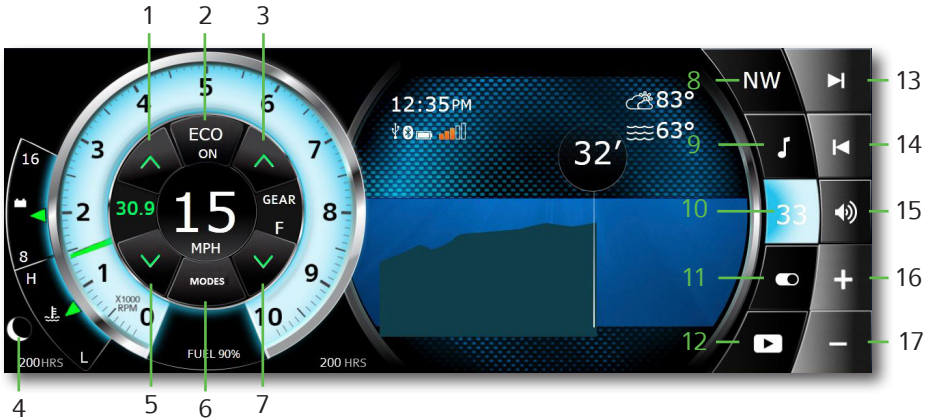 1 2 3
5
4 6
3 7
2 8
1 9
0 10
X1000
RPM
ECO
ON
30.9
15
MPH
GEAR
F
MODES
FUEL 90%
16
8
H
L
200 HRS
200 HRS
12:35PM
83°
63°
32'
8 NW 13
9 14
10 33 15
11 16
12 17
4 5 6 7